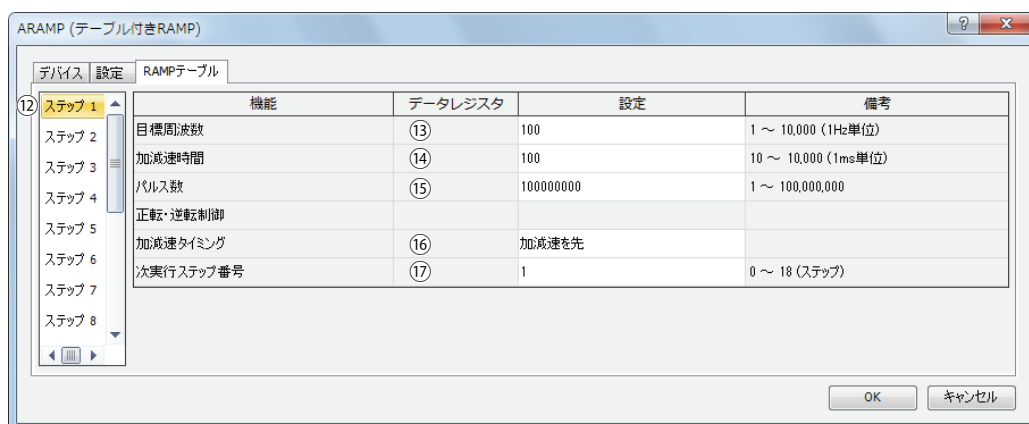 ARAMP (テーブル付きRAMP)
デバイス 設定 RAMPテーブル
⑫ ステップ 1
ステップ 2
ステップ 3
ステップ 4
ステップ 5
ステップ 6
ステップ 7
ステップ 8
機能 データレジスタ 設定 備考
目標周波数 ⑬ 100 1 ～ 10,000 (1Hz単位)
加減速時間 ⑭ 100 10 ～ 10,000 (1ms単位)
パルス数 ⑮ 100000000 1 ～ 100,000,000
正転・逆転制御
加減速タイミング ⑯ 加減速を先
次実行ステップ番号 ⑰ 1 0 ～ 18 (ステップ)
OK キャンセル